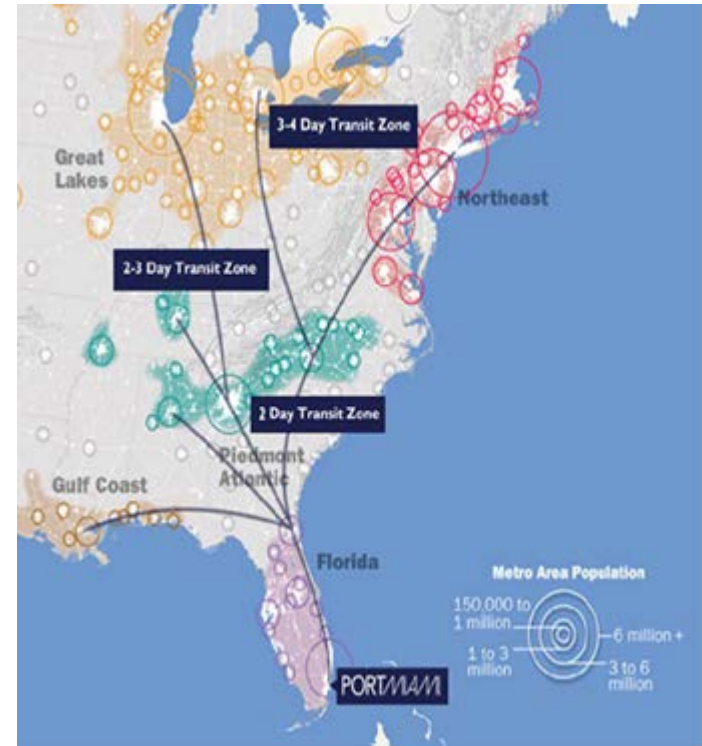 3-4 Day Transit Zone
Great
Lakes
Northeast
2-3 Day Transit Zone
2 Day Transit Zone
Piedmont
Atlantic
Gulf Coast
Florida
Metro Area Population
150,000 to
1 million
6 million +
1 to 3
million
3 to 6
million
PORTMIAMI